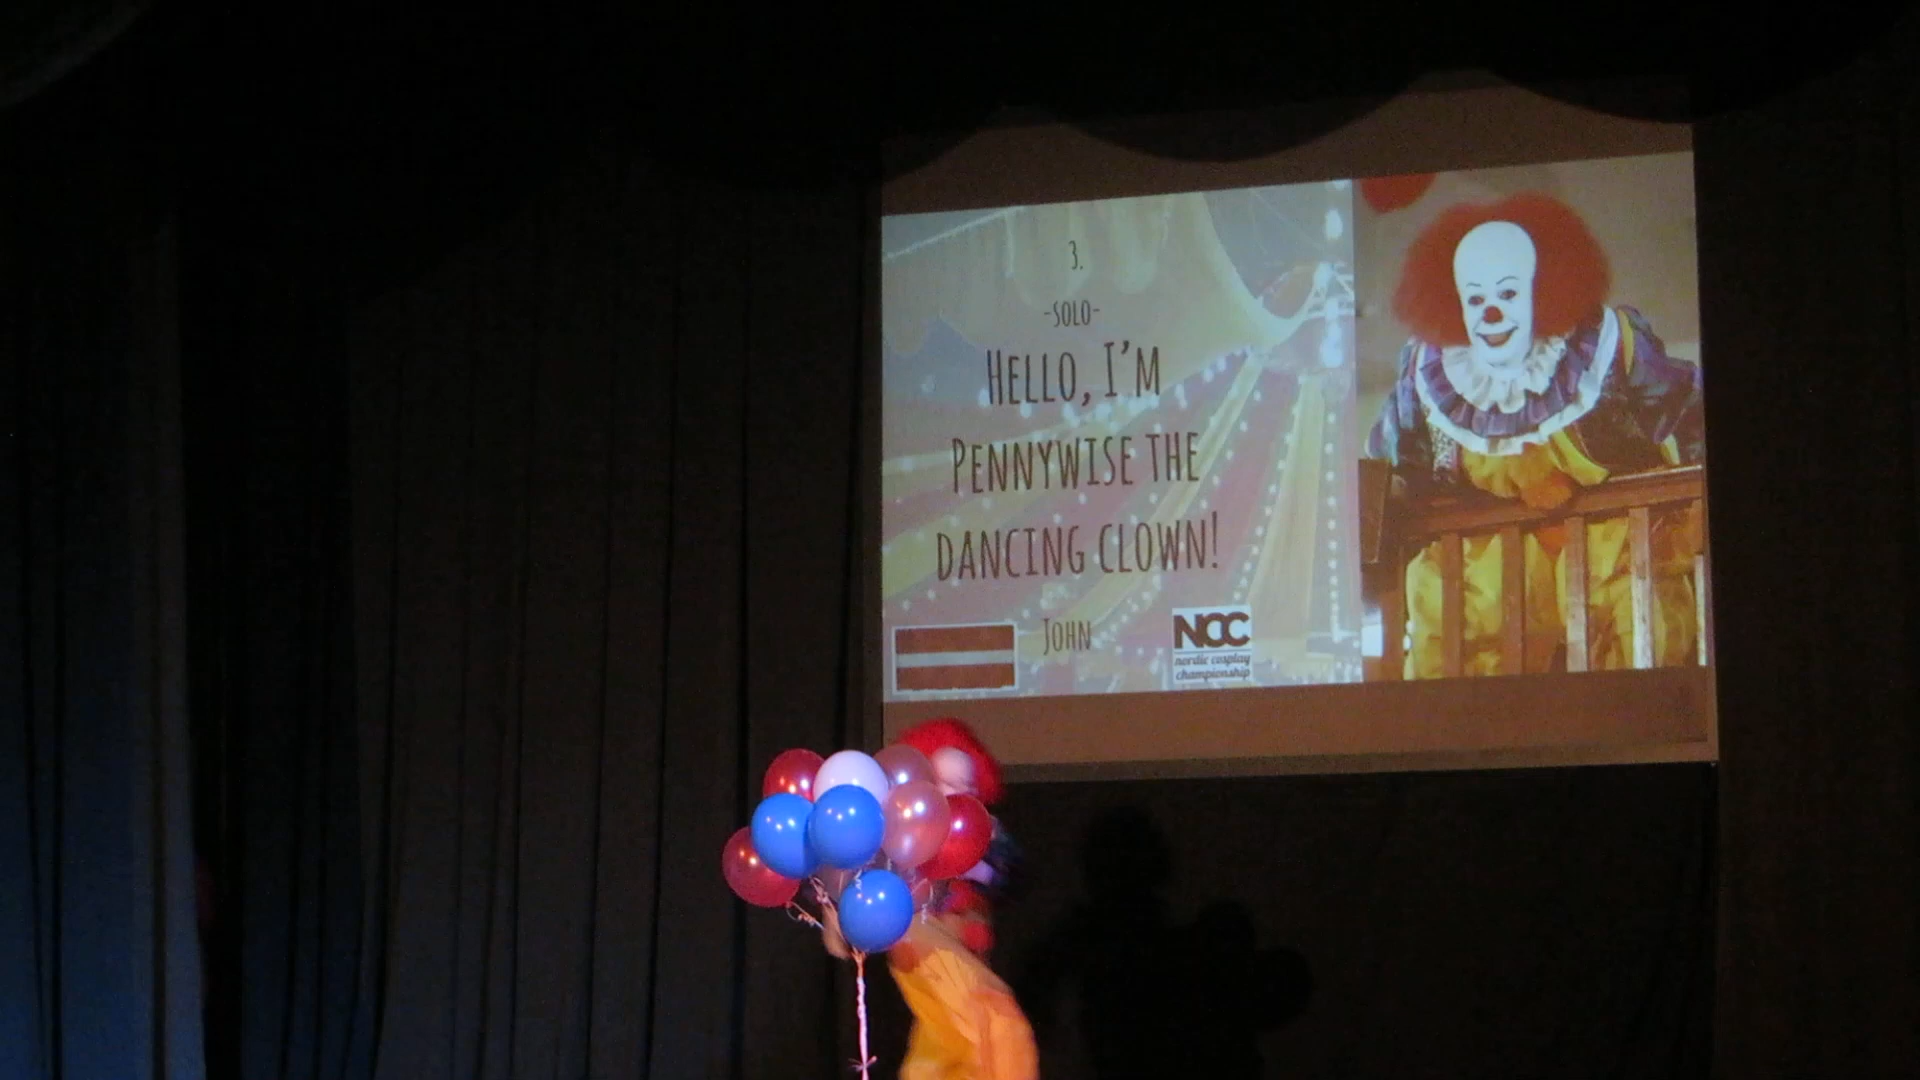 3.
-SOLO-
HELLO, I'M
PENNYWISE THE
DANCING CLOWN!
JOHN
NCC
nordic cosplay
championship